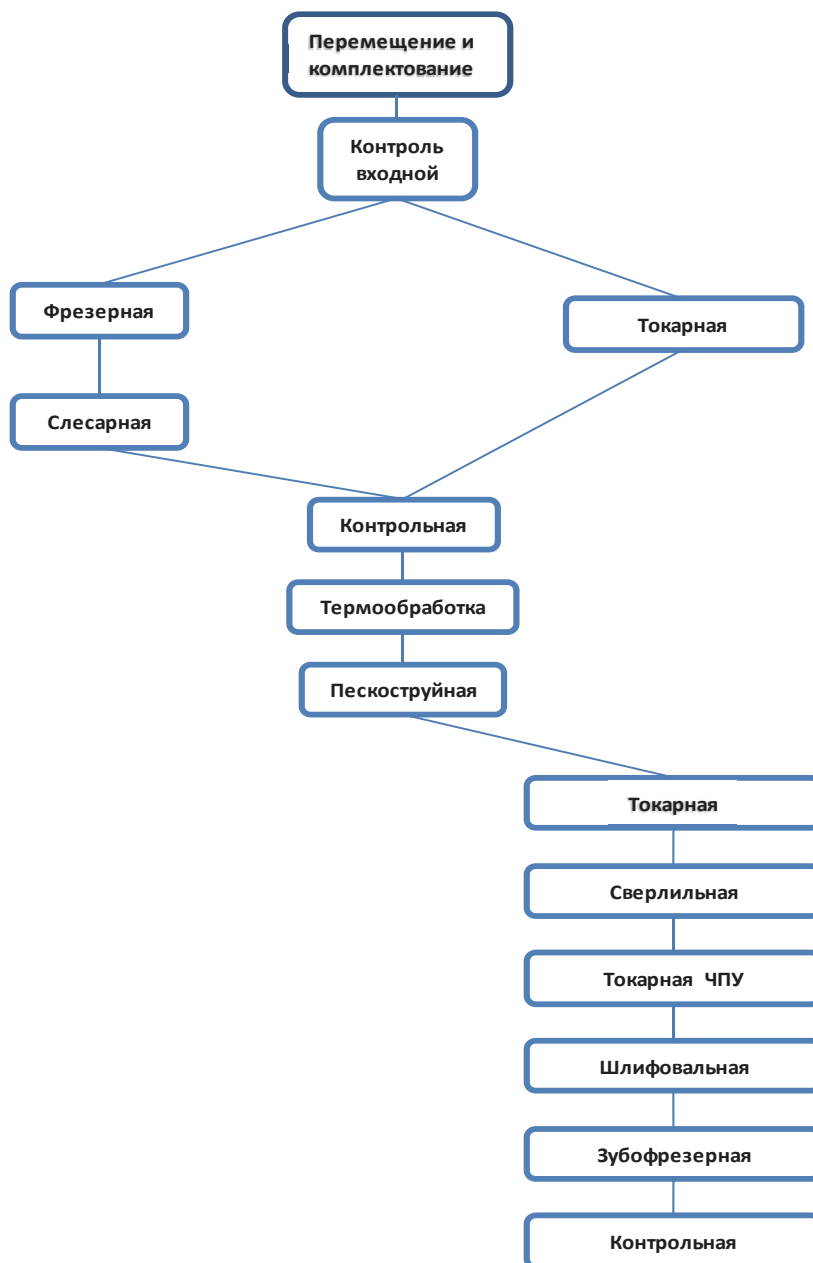 Перемещение и
комплектование
Контроль
входной
Фрезерная
Токарная
Слесарная
Контрольная
Термообработка
Пескоструйная
Токарная
Сверлильная
Токарная ЧПУ
Шлифовальная
Зубофрезерная
Контрольная